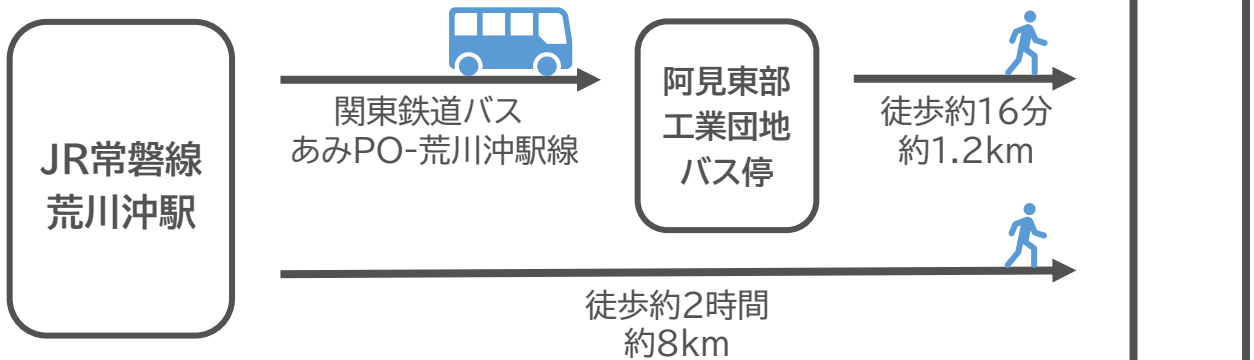 JR常磐線
荒川沖駅
関東鉄道バス
あみPO-荒川沖駅線
阿見東部
工業団地
バス停
徒歩約16分
約1.2km
徒歩約2時間
約8km